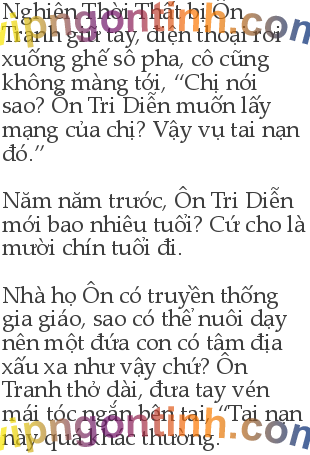 Nghiên Thời Thất bị Ôn
Tranh giữ tay, điện thoại rơi
xuống ghế sô pha, cô cũng
không màng tới, “Chị nói
sao? Ôn Tri Diễn muốn lấy
mạng của chị? Vậy vụ tai nạn
đó.”
Năm năm trước, Ôn Tri Diễn
mới bao nhiêu tuổi? Cứ cho là
mười chín tuổi đi.
Nhà họ Ôn có truyền thống
gia giáo, sao có thể nuôi dạy
nên một đứa con có tâm địa
xấu xa như vậy chứ? Ôn
Tranh thở dài, đưa tay vén
mái tóc ngắn bên tai, “Tai nạn
này quá khác thường.
vipngontinh.com
vipngontinh.com